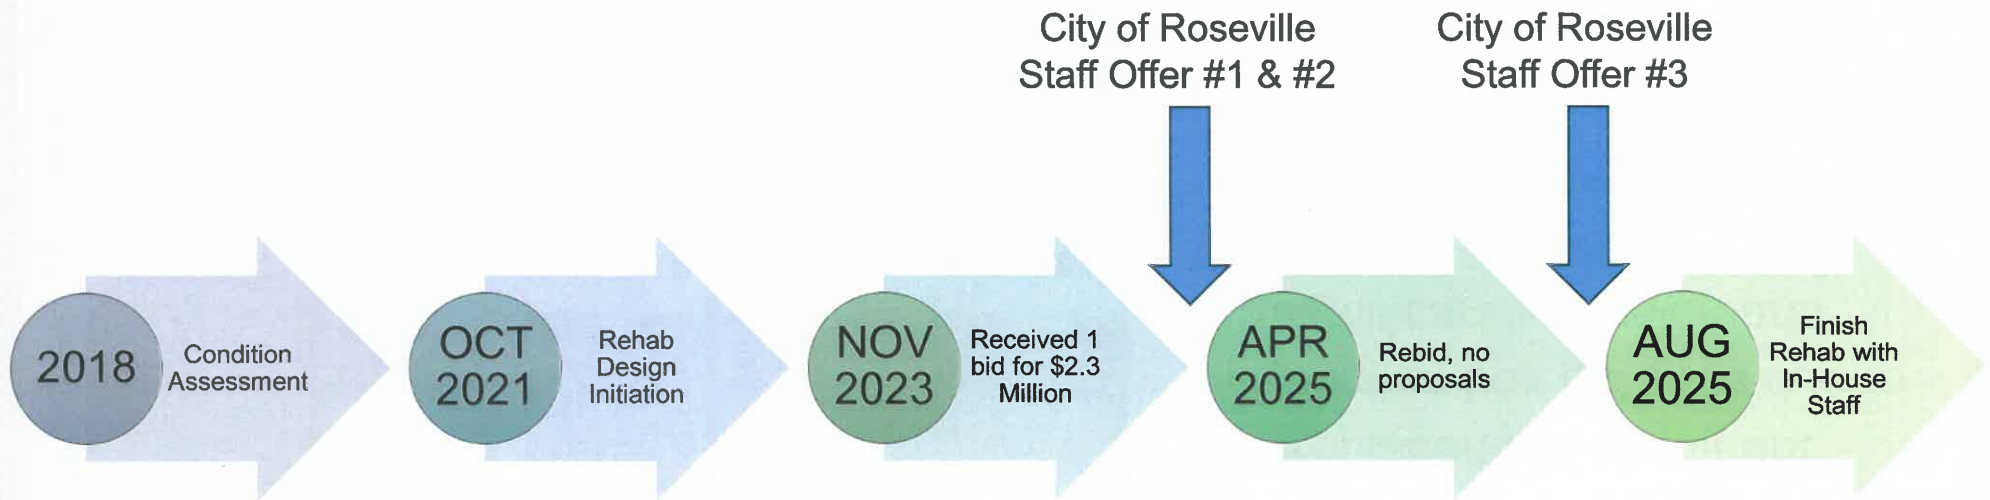 City of Roseville
Staff Offer #1 & #2
City of Roseville
Staff Offer #3
2018
Condition
Assessment
OCT
2021
Rehab
Design
Initiation
NOV
2023
Received 1
bid for $2.3
Million
APR
2025
Rebid, no
proposals
AUG
2025
Finish
Rehab with
In-House
Staff